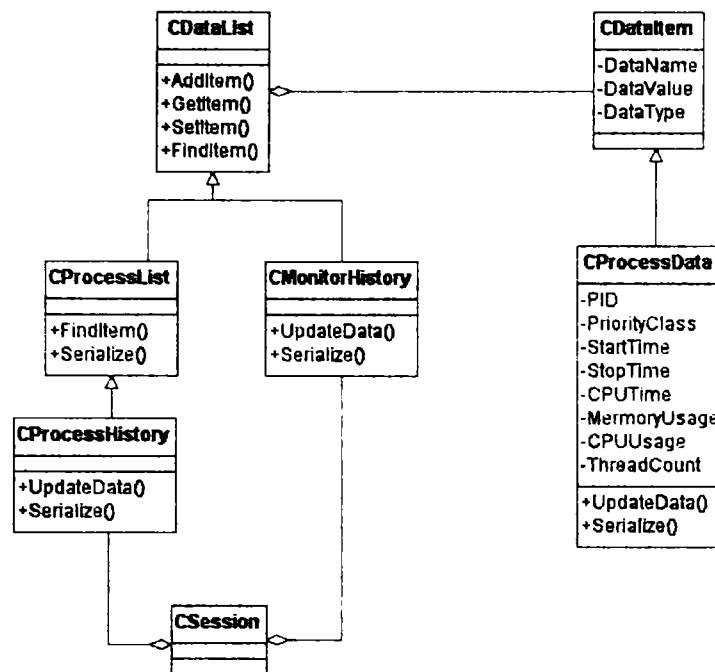 CDataList
+AddItem()
+GetItem()
+SetItem()
+FindItem()
CDataItem
-DataName
-DataValue
-DataType
CProcessList
+FindItem()
+Serialize()
CMonitorHistory
+UpdateData()
+Serialize()
CProcessData
-PID
-PriorityClass
-StartTime
-StopTime
-CPUTime
-MermoryUsage
-CPUUsage
-ThreadCount
+UpdateData()
+Serialize()
CProcessHistory
+UpdateData()
+Serialize()
CSession